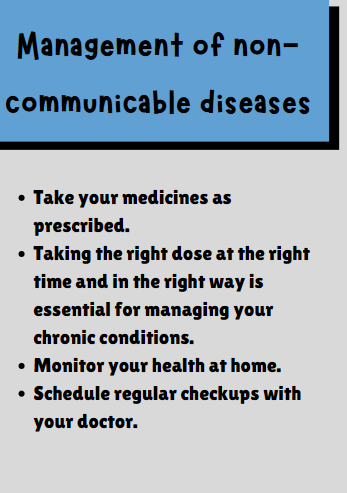 Management of non-
communicable diseases
• Take your medicines as
prescribed.
• Taking the right dose at the right
time and in the right way is
essential for managing your
chronic conditions.
• Monitor your health at home.
• Schedule regular checkups with
your doctor.